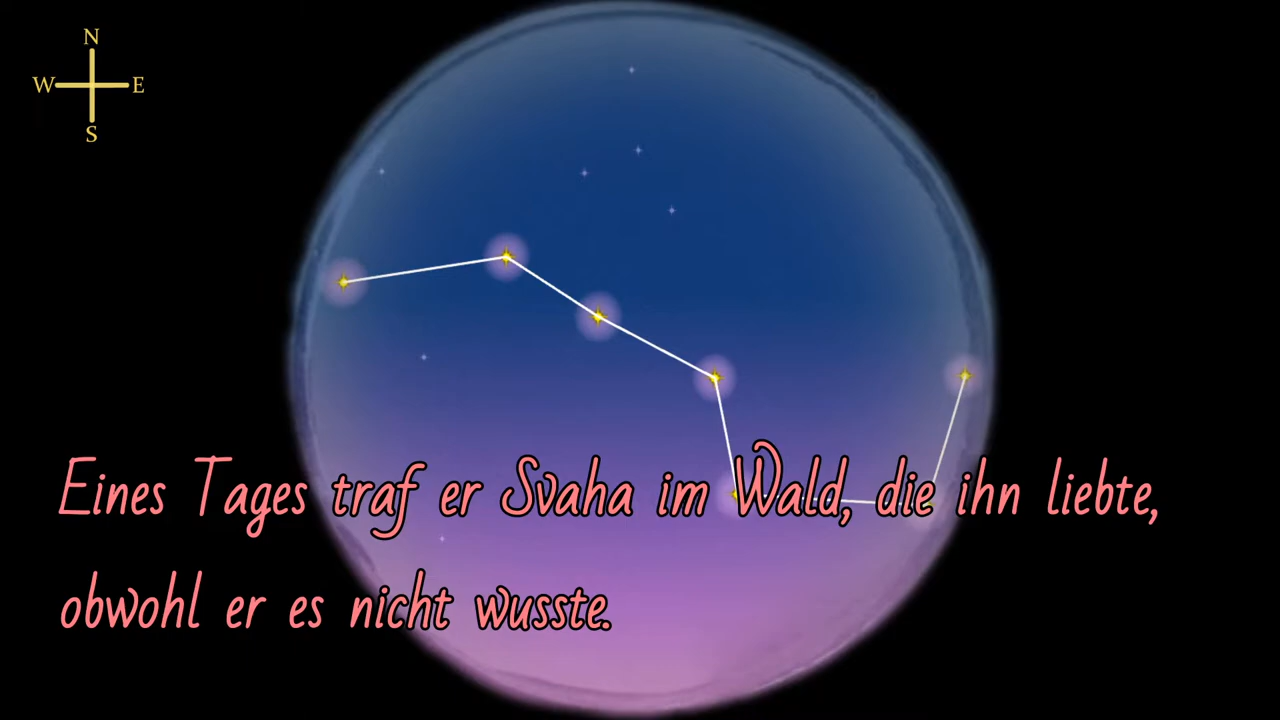 N
W E
S
Eines Tages traf er Svaha im Wald, die ihn liebte,
obwohl er es nicht wusste.